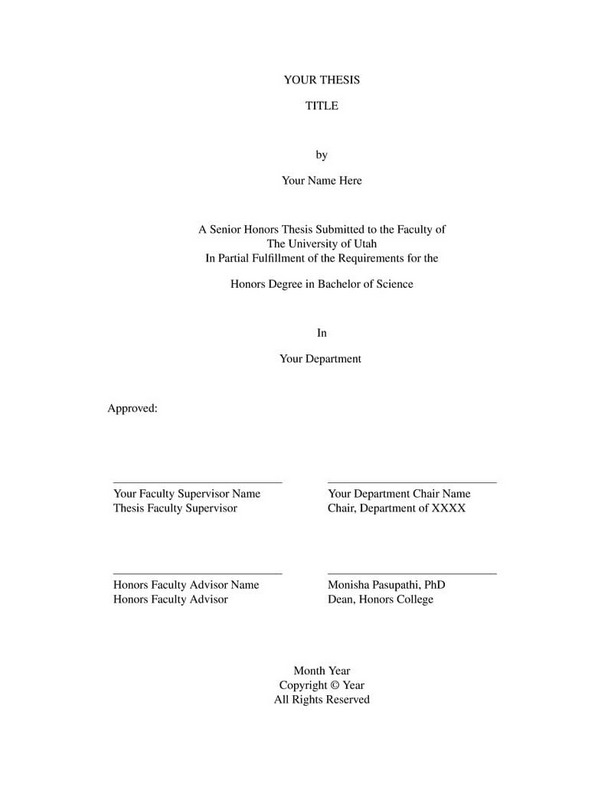 YOUR THESIS
TITLE
by
Your Name Here
A Senior Honors Thesis Submitted to the Faculty of
The University of Utah
In Partial Fulfillment of the Requirements for the
Honors Degree in Bachelor of Science
In
Your Department
Approved:
Your Faculty Supervisor Name
Thesis Faculty Supervisor
Your Department Chair Name
Chair, Department of XXXX
Honors Faculty Advisor Name
Honors Faculty Advisor
Monisha Pasupathi, PhD
Dean, Honors College
Month Year
Copyright © Year
All Rights Reserved